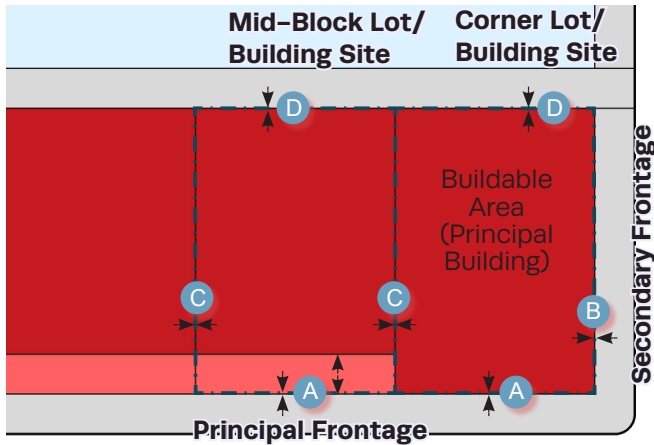 Mid-Block Lot/
Building Site
Corner Lot/
Building Site
D
D
Buildable
Area
(Principal
Building)
C
C
B
A
A
Secondary Frontage
Principal Frontage